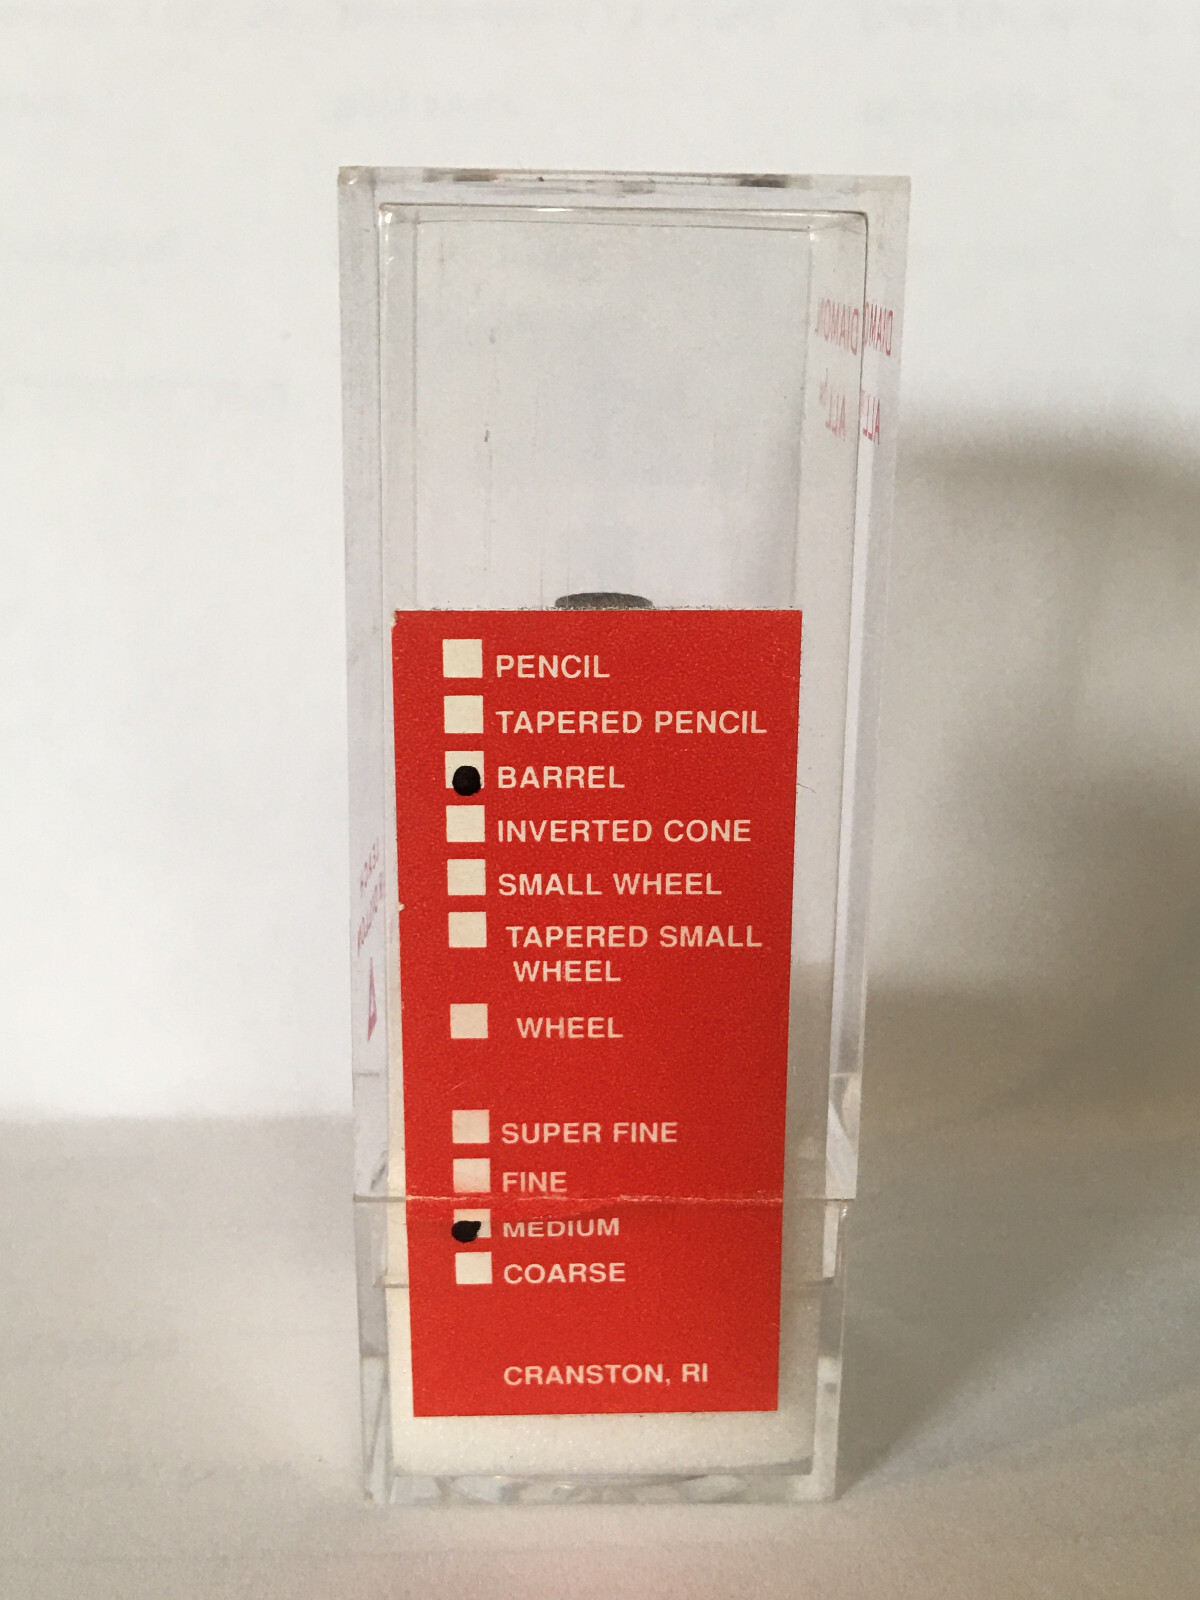 PENCIL
TAPERED PENCIL
BARREL
INVERTED CONE
SMALL WHEEL
TAPERED SMALL
WHEEL
WHEEL
SUPER FINE
FINE
MEDIUM
COARSE
CRANSTON, RI